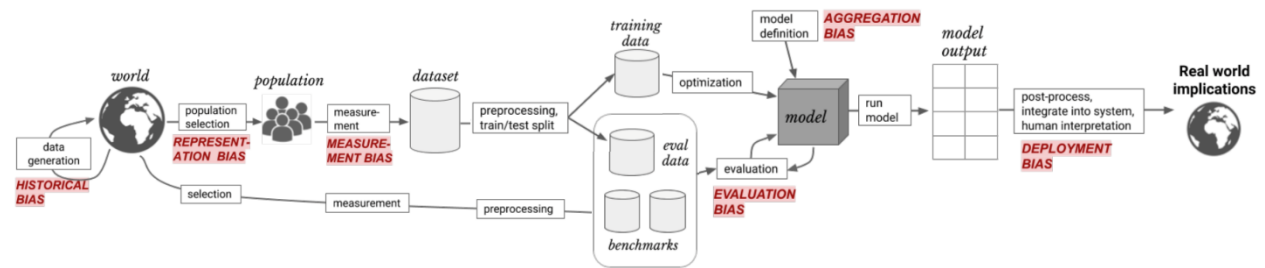 world
data
generation
HISTORICAL
BIAS
population
selection
REPRESENT-
ATION BIAS
population
measure-
ment
MEASURE-
MENT BIAS
dataset
preprocessing,
train/test split
training
data
optimization
model
definition
AGGREGATION
BIAS
model
eval
data
benchmarks
selection
measurement
preprocessing
evaluation
EVALUATION
BIAS
run
model
model
output
post-process,
integrate into system,
human interpretation
DEPLOYMENT
BIAS
Real world
implications